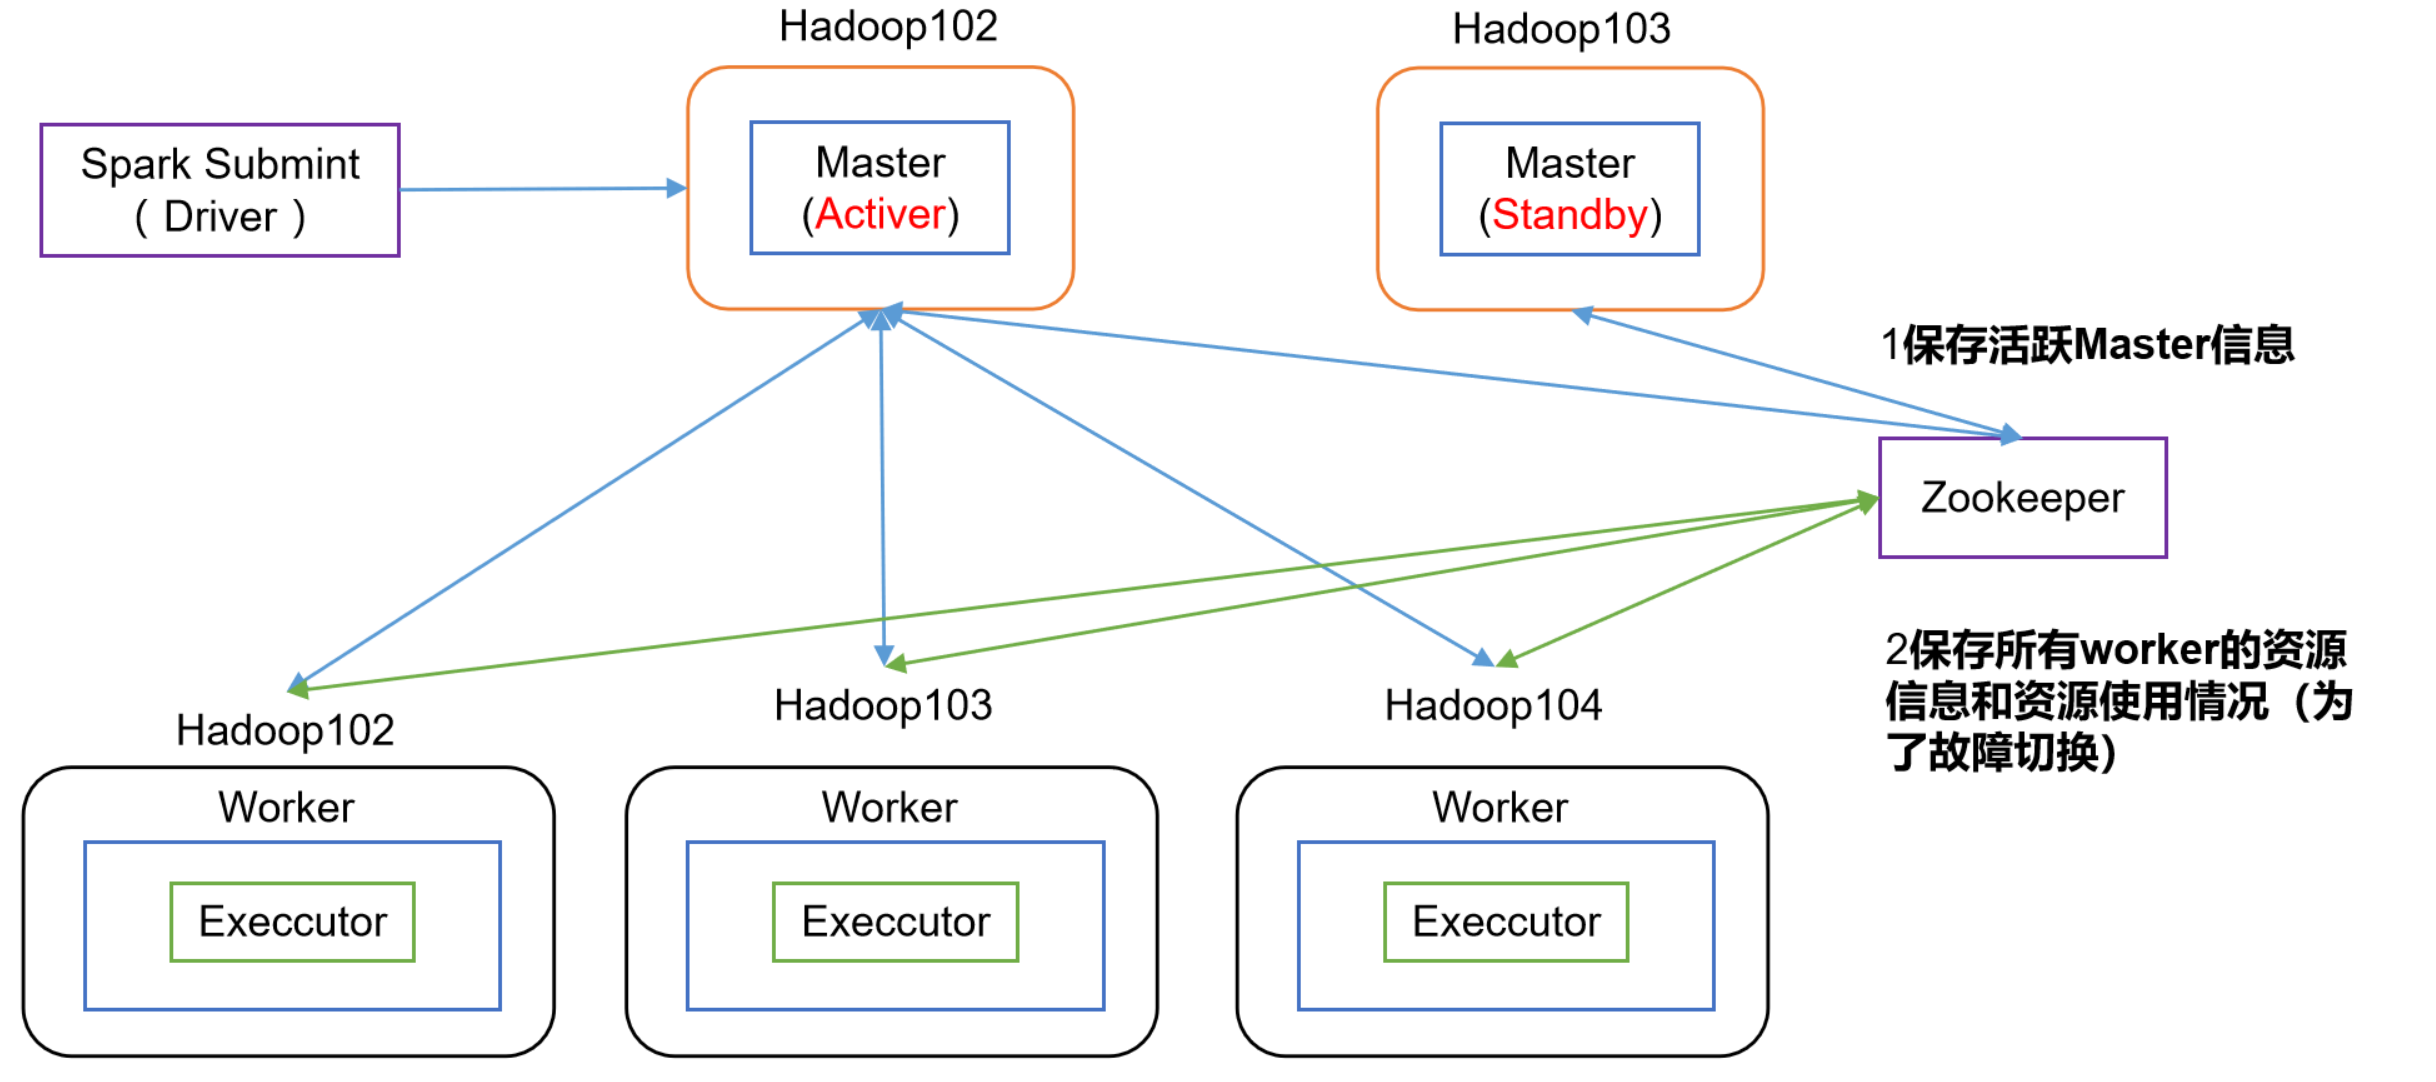 Hadoop102
Hadoop103
Spark Submint
( Driver )
Master
(Activer)
Master
(Standby)
1保存活跃Master信息
Zookeeper
2保存所有worker的资源
信息和资源使用情况（为
了故障切换）
Hadoop102
Hadoop103
Hadoop104
Worker
Execcutor
Worker
Execcutor
Worker
Execcutor